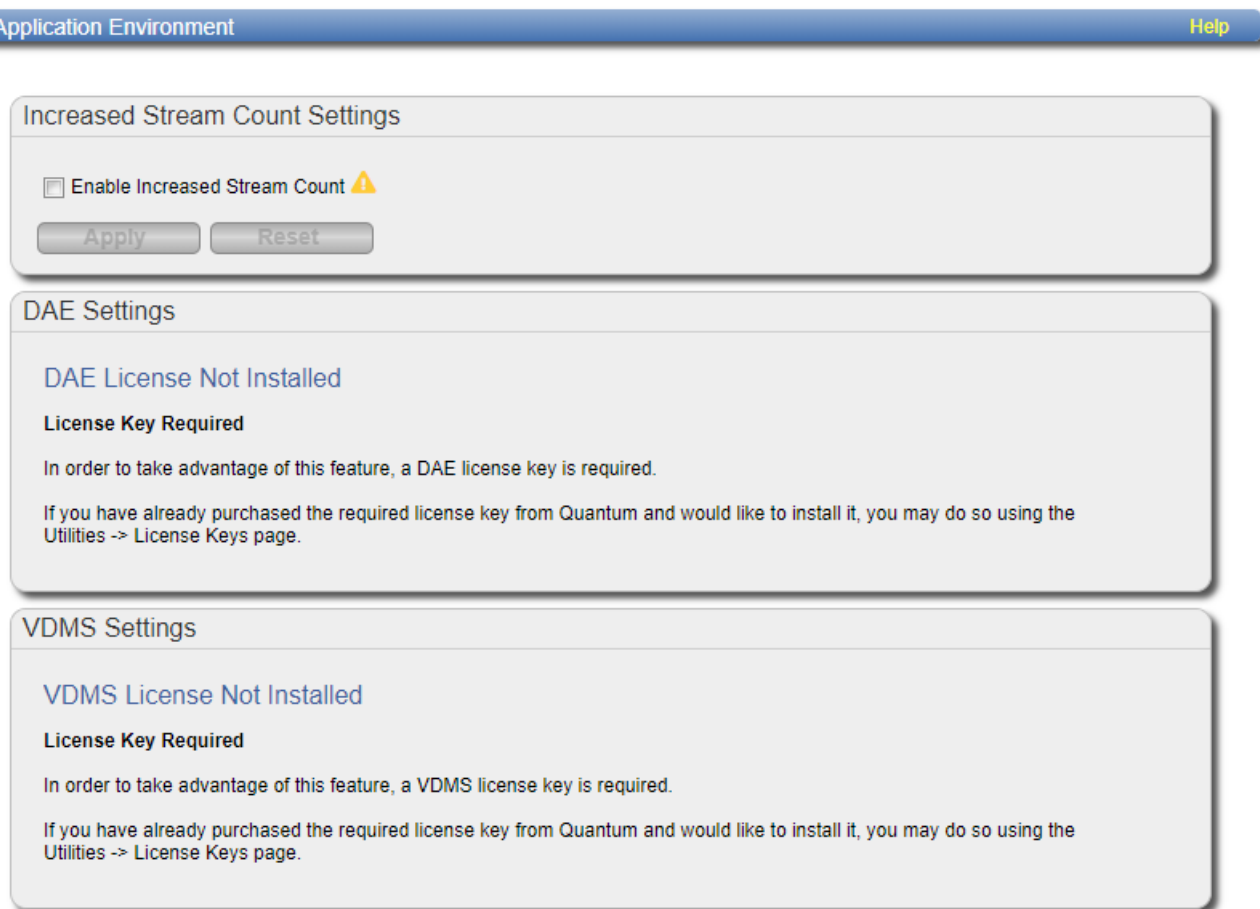 Application Environment
Help
Increased Stream Count Settings
Enable Increased Stream Count
Apply
Reset
DAE Settings
DAE License Not Installed
License Key Required
In order to take advantage of this feature, a DAE license key is required.
If you have already purchased the required license key from Quantum and would like to install it, you may do so using the
Utilities -> License Keys page.
VDMS Settings
VDMS License Not Installed
License Key Required
In order to take advantage of this feature, a VDMS license key is required.
If you have already purchased the required license key from Quantum and would like to install it, you may do so using the
Utilities -> License Keys page.